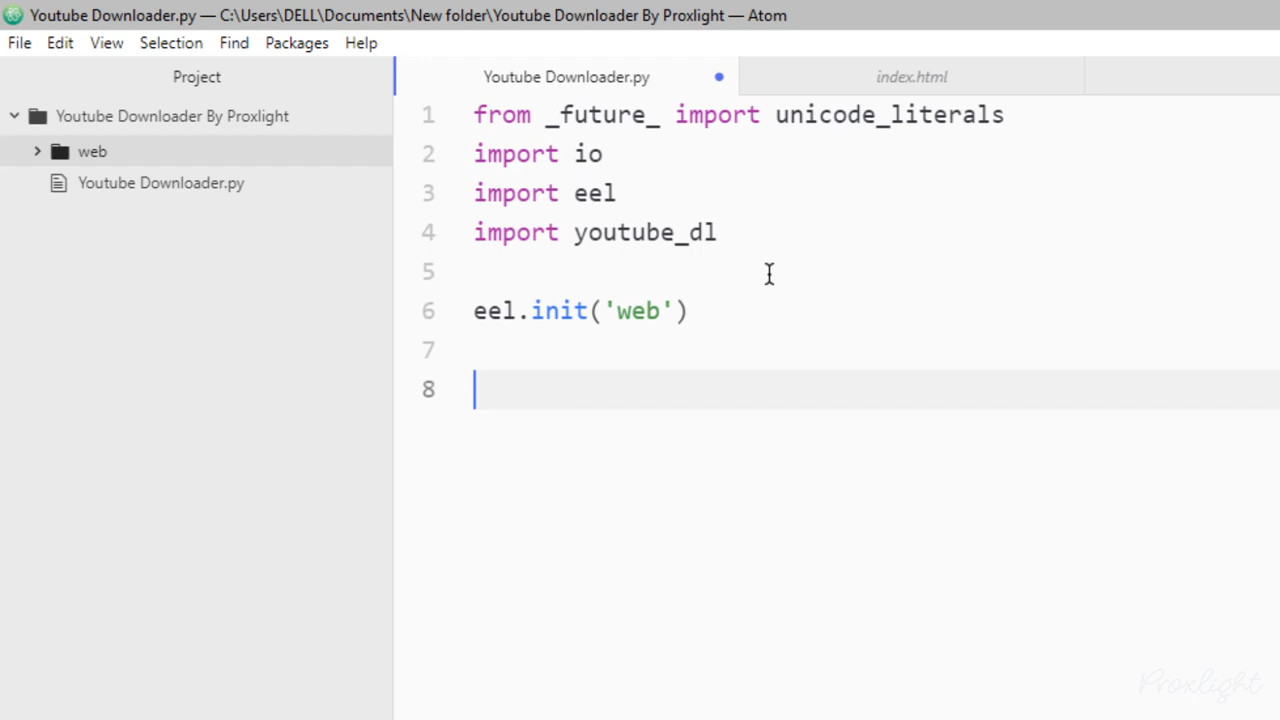 Youtube Downloader.py — C:\Users\DELL\Documents\New folder\Youtube Downloader By Proxlight — Atom
File Edit View Selection Find Packages Help
Project
Youtube Downloader By Proxlight
web
Youtube Downloader.py
Youtube Downloader.py index.html
1 from _future_ import unicode_literals
2 import io
3 import eel
4 import youtube_dl
5
6 eel.init('web')
7
8
Proxlight